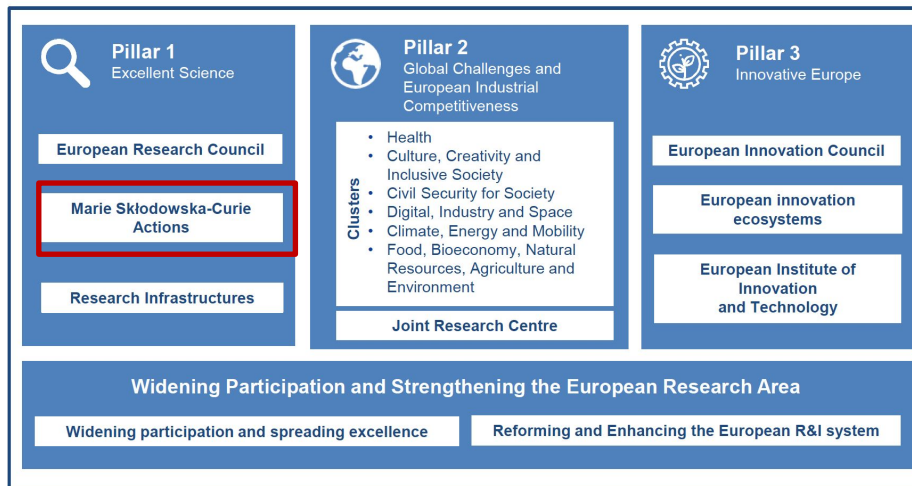 Pillar 1
Excellent Science
European Research Council
Marie Skłodowska-Curie
Actions
Research Infrastructures
Pillar 2
Global Challenges and
European Industrial
Competitiveness
Clusters
• Health
• Culture, Creativity and
Inclusive Society
• Civil Security for Society
• Digital, Industry and Space
• Climate, Energy and Mobility
• Food, Bioeconomy, Natural
Resources, Agriculture and
Environment
Joint Research Centre
Pillar 3
Innovative Europe
European Innovation Council
European innovation
ecosystems
European Institute of
Innovation
and Technology
Widening Participation and Strengthening the European Research Area
Widening participation and spreading excellence
Reforming and Enhancing the European R&I system